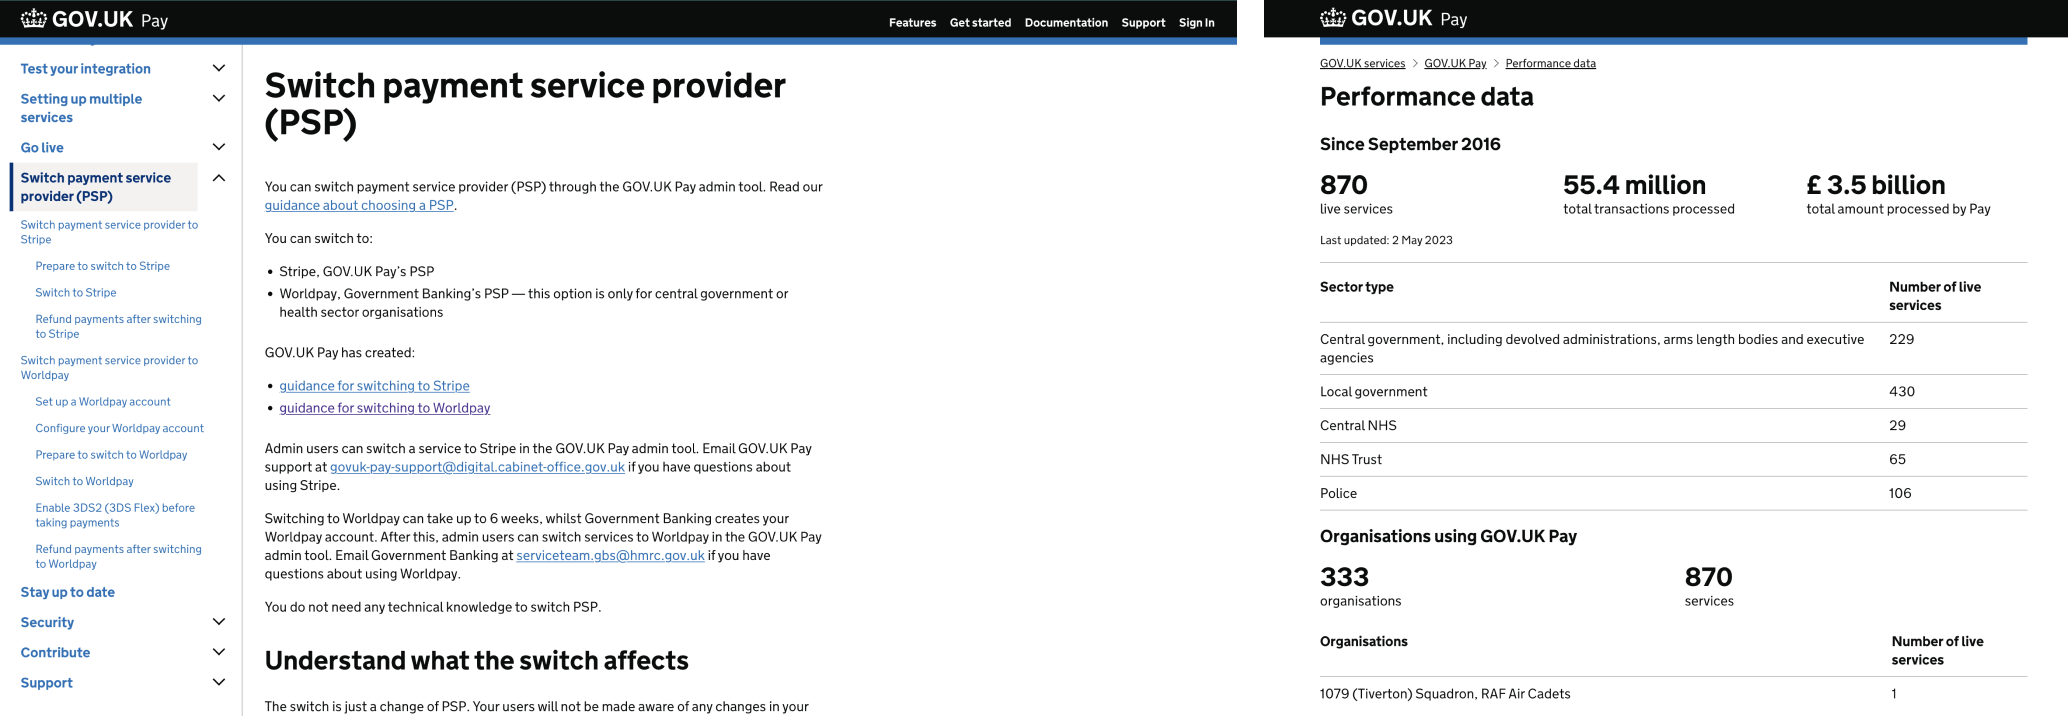 GOV.UK Pay
Features Get started Documentation Support Sign In
Test your integration
Setting up multiple
services
Go live
Switch payment service
provider (PSP)
Switch payment service provider to
Stripe
Prepare to switch to Stripe
Switch to Stripe
Refund payments after switching
to Stripe
Switch payment service provider to
Worldpay
Set up a Worldpay account
Configure your Worldpay account
Prepare to switch to Worldpay
Switch to Worldpay
Enable 3DS2 (3DS Flex) before
taking payments
Refund payments after switching
to Worldpay
Stay up to date
Security
Contribute
Support
Switch payment service provider
(PSP)
You can switch payment service provider (PSP) through the GOV.UK Pay admin tool. Read our
guidance about choosing a PSP.
You can switch to:
• Stripe, GOV.UK Pay's PSP
• Worldpay, Government Banking's PSP — this option is only for central government or
health sector organisations
GOV.UK Pay has created:
• guidance for switching to Stripe
• guidance for switching to Worldpay
Admin users can switch a service to Stripe in the GOV.UK Pay admin tool. Email GOV.UK Pay
support at govuk-pay-support@digital.cabinet-office.gov.uk if you have questions about
using Stripe.
Switching to Worldpay can take up to 6 weeks, whilst Government Banking creates your
Worldpay account. After this, admin users can switch services to Worldpay in the GOV.UK Pay
admin tool. Email Government Banking at serviceteam.gbs@hmrc.gov.uk if you have
questions about using Worldpay.
You do not need any technical knowledge to switch PSP.
Understand what the switch affects
The switch is just a change of PSP. Your users will not be made aware of any changes in your
GOV.UK Pay
GOV.UK services > GOV.UK Pay > Performance data
Performance data
Since September 2016
870 55.4 million £ 3.5 billion
live services total transactions processed total amount processed by Pay
Last updated: 2 May 2023
Sector type Number of live
services
Central government, including devolved administrations, arms length bodies and executive 229
agencies
Local government 430
Central NHS 29
NHS Trust 65
Police 106
Organisations using GOV.UK Pay
333 870
organisations services
Organisations Number of live
services
1079 (Tiverton) Squadron, RAF Air Cadets 1